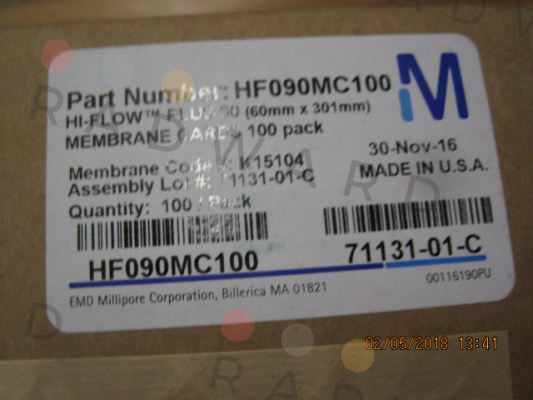 Part Number: HF090MC100
HI-FLOW™ PLUS 90 (60mm x 301mm)
MEMBRANE CARDS 100 pack
30-Nov-16
MADE IN U.S.A.
Membrane Code #: K15104
Assembly Lot #: 71131-01-C
Quantity: 100 / Pack
HF090MC100
71131-01-C
00116190PU
EMD Millipore Corporation, Billerica MA 01821
02/05/2018 13:41
RADWARD